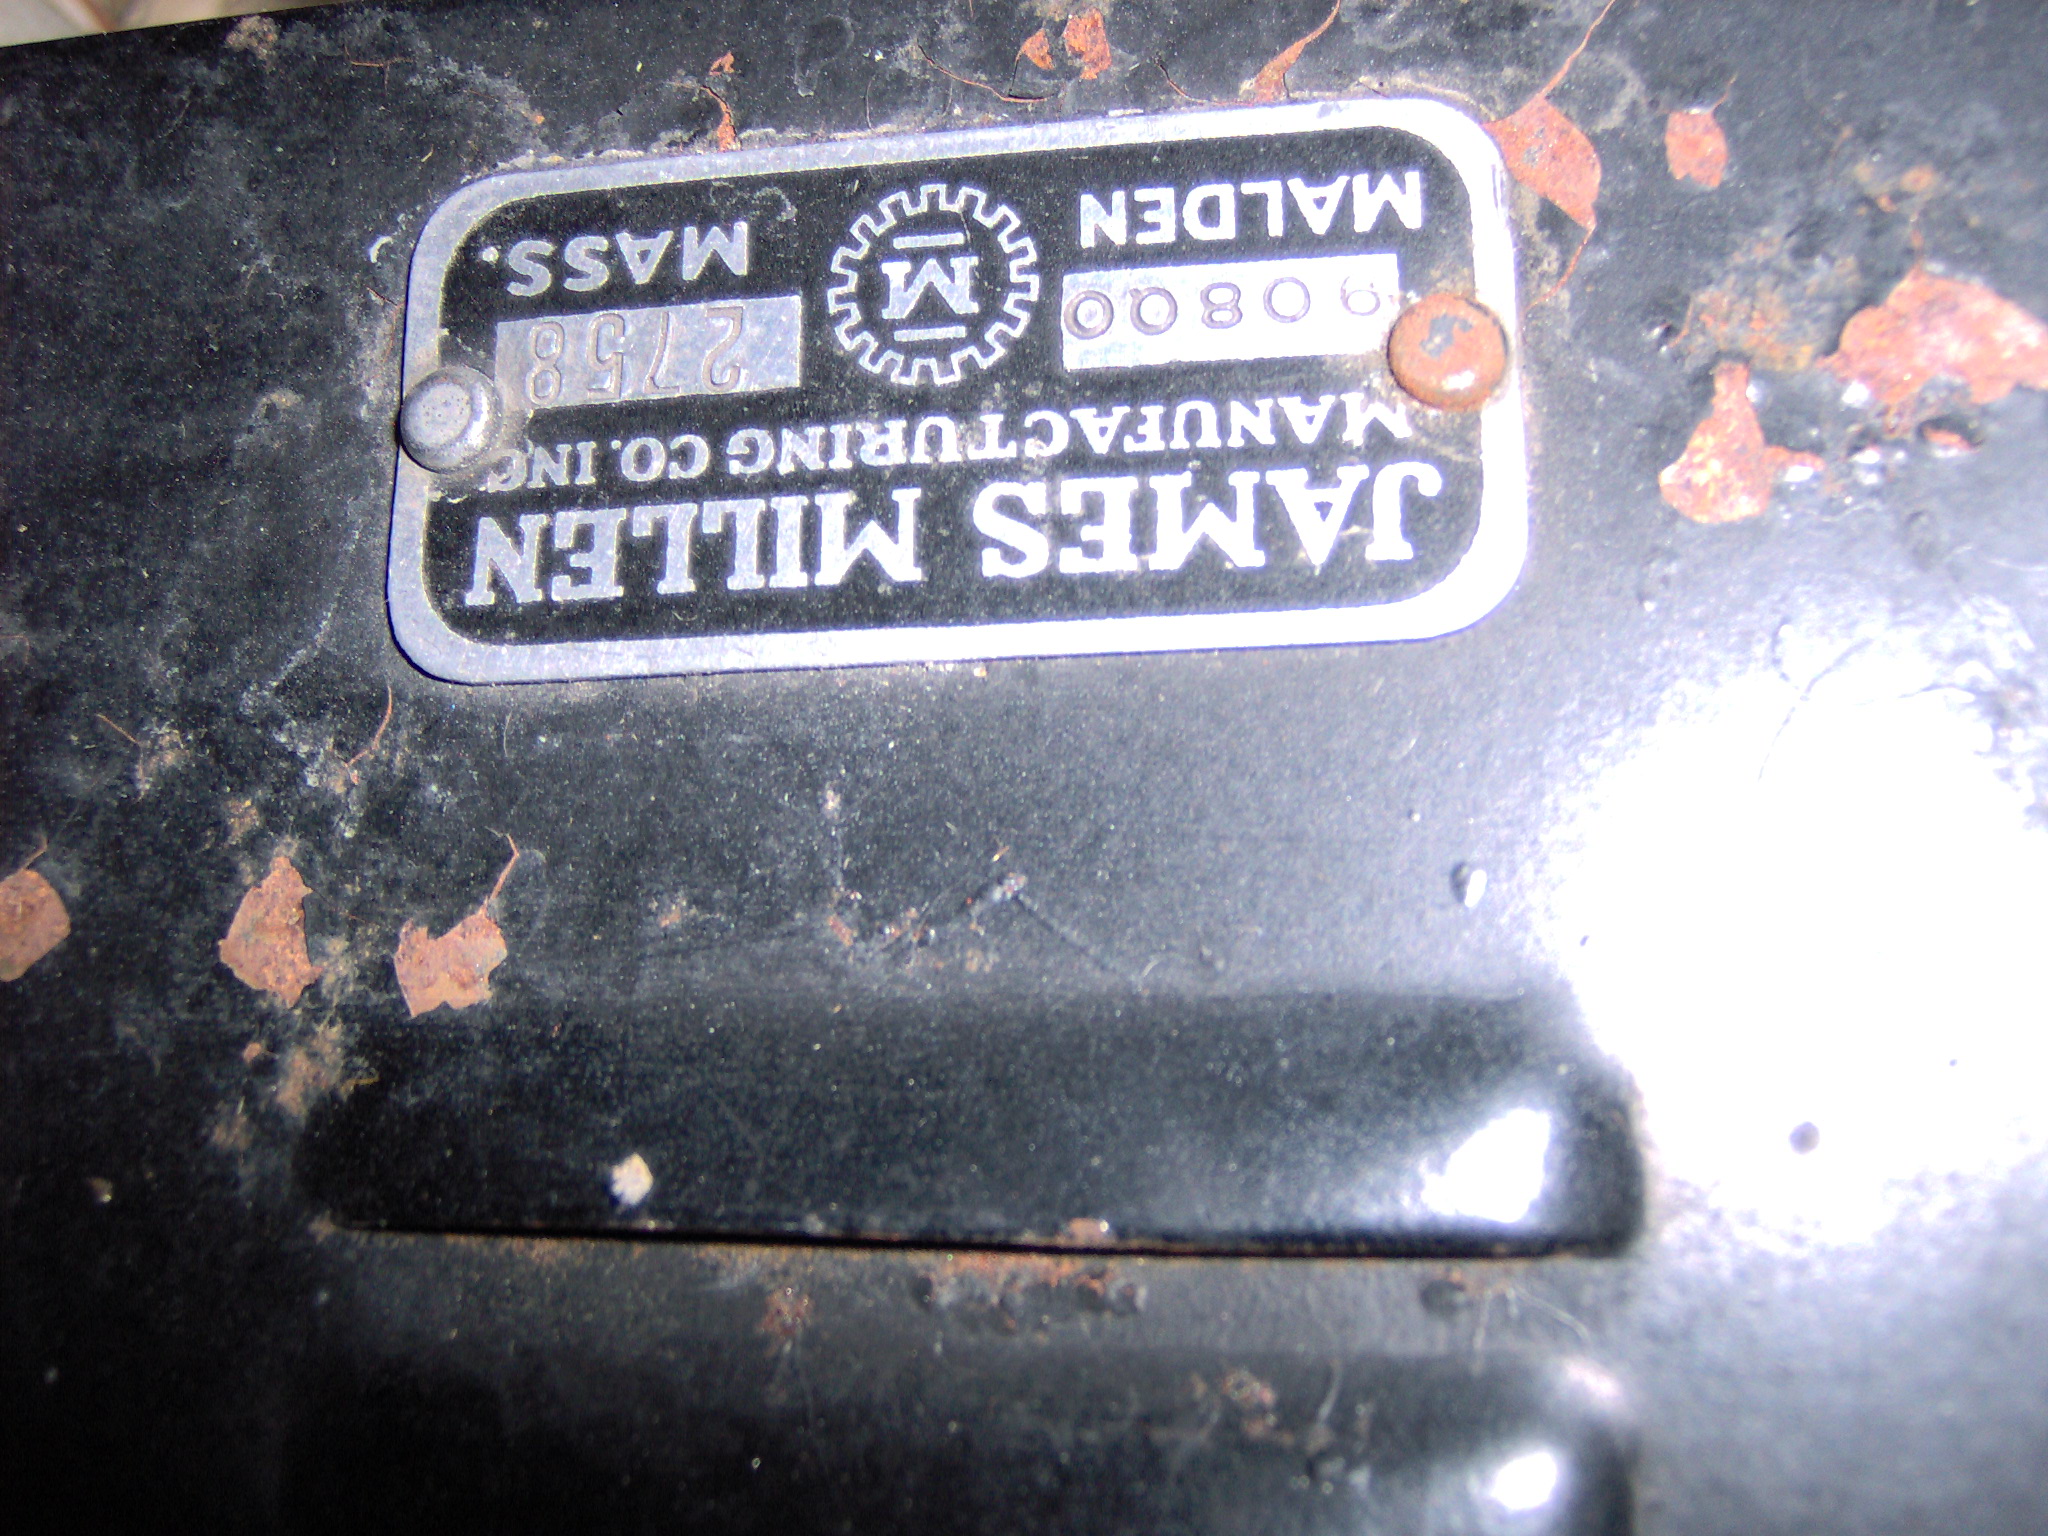 JAMES MILLEN
MANUFACTURING CO. INC.
90800 M 2758
MALDEN MASS.